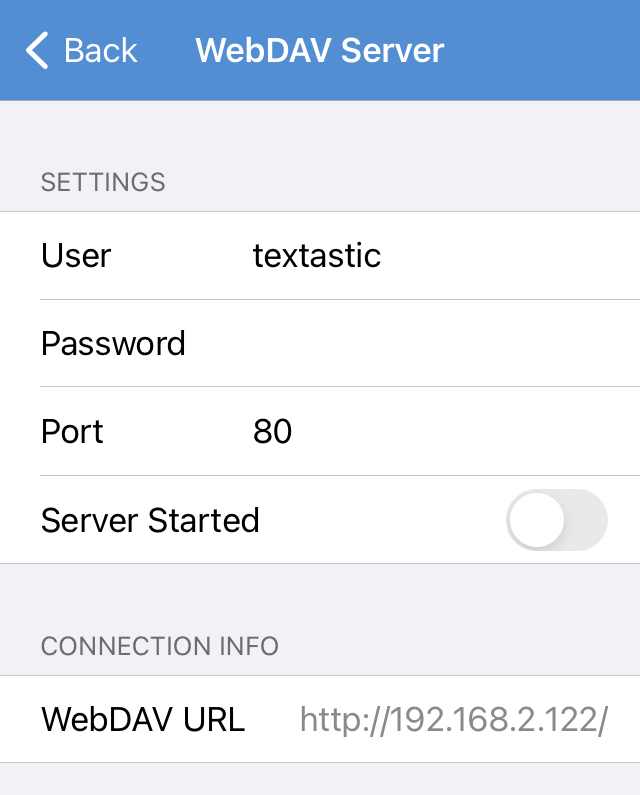 Back WebDAV Server
SETTINGS
User textastic
Password
Port 80
Server Started
CONNECTION INFO
WebDAV URL http://192.168.2.122/